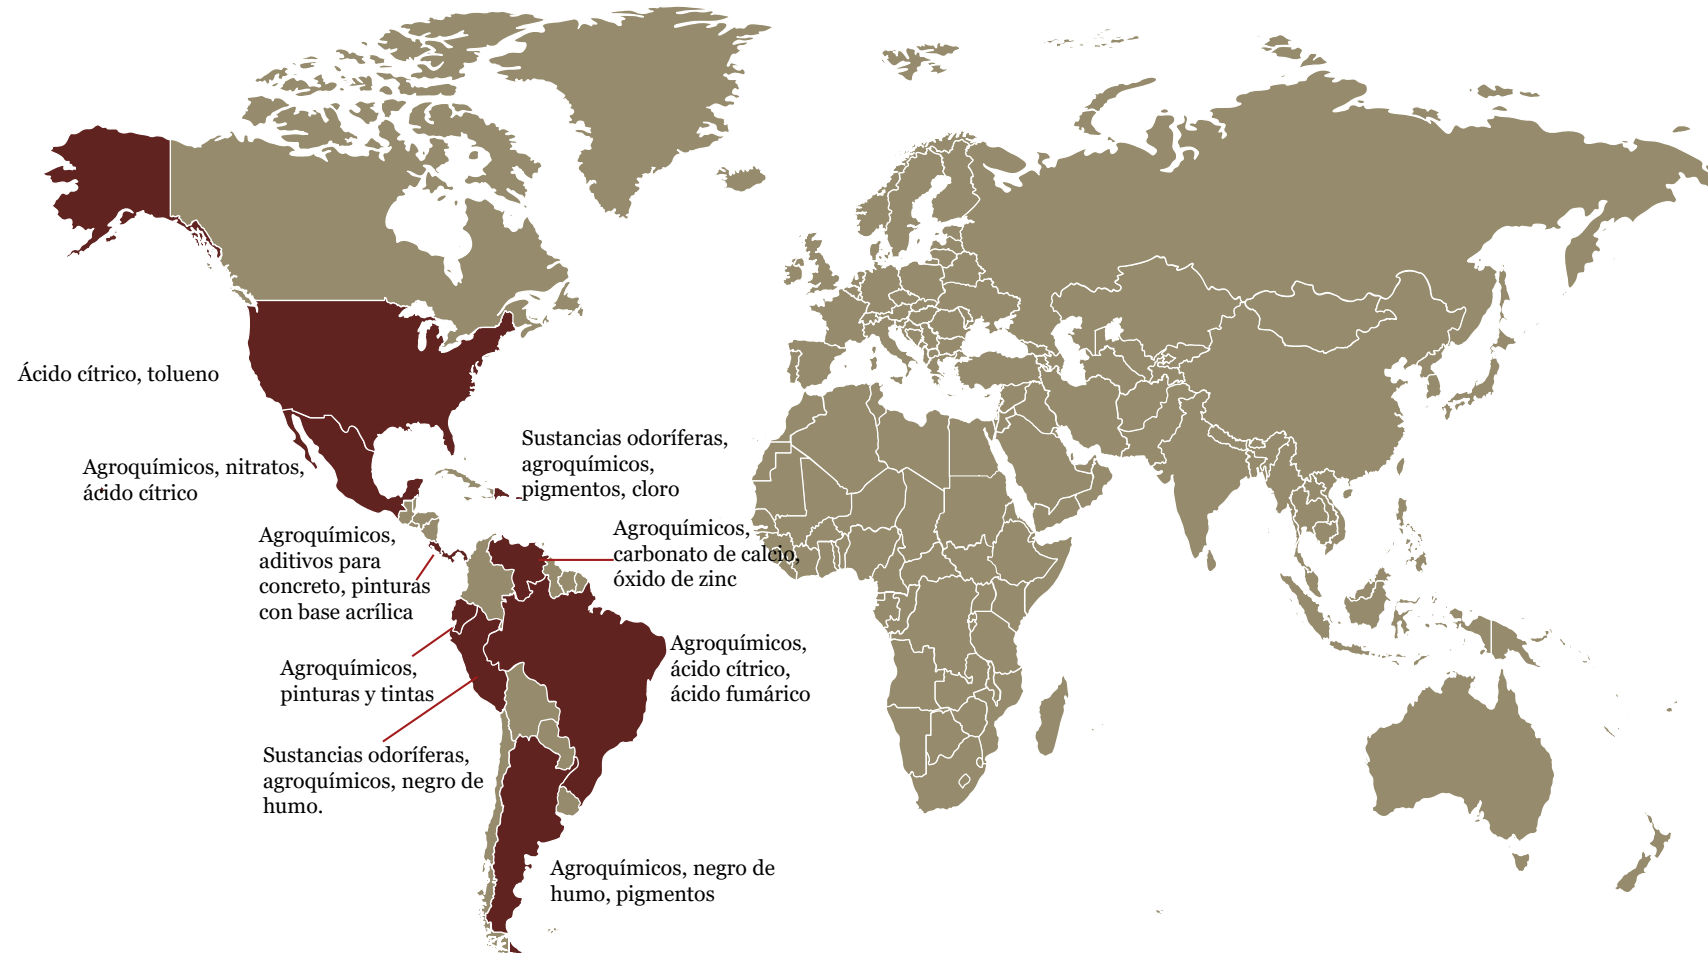 Ácido cítrico, tolueno
Agroquímicos, nitratos,
ácido cítrico
Sustancias odoríferas,
agroquímicos,
pigmentos, cloro
Agroquímicos,
aditivos para
concreto, pinturas
con base acrílica
Agroquímicos,
carbonato de calcio,
óxido de zinc
Agroquímicos,
pinturas y tintas
Agroquímicos,
ácido cítrico,
ácido fumárico
Sustancias odoríferas,
agroquímicos, negro de
humo.
Agroquímicos, negro de
humo, pigmentos